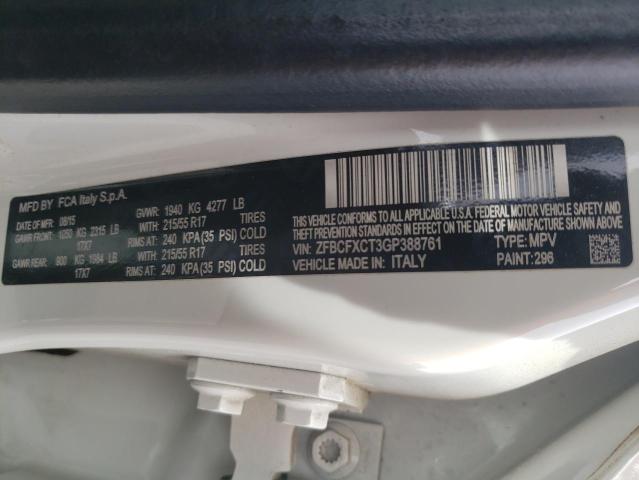 MFD BY FCA Italy S.p.A.
DATE OF MFR: 08/15 GVWR: 1940 KG 4277 LB
GAWR FRONT: 1050 KG 2315 LB WITH: 215/55 R17 TIRES
17X7 RIMS AT: 240 KPA(35 PSI) COLD
GAWR REAR: 900 KG 1984 LB WITH: 215/55 R17 TIRES
17X7 RIMS AT: 240 KPA(35 PSI) COLD
THIS VEHICLE CONFORMS TO ALL APPLICABLE U.S.A. FEDERAL MOTOR VEHICLE SAFETY, BUMPER, AND
THEFT PREVENTION STANDARDS IN EFFECT ON THE DATE OF MANUFACTURE SHOWN ABOVE.
VIN: ZFBCFXCT3GP388761 TYPE: MPV
VEHICLE MADE IN: ITALY PAINT: 296